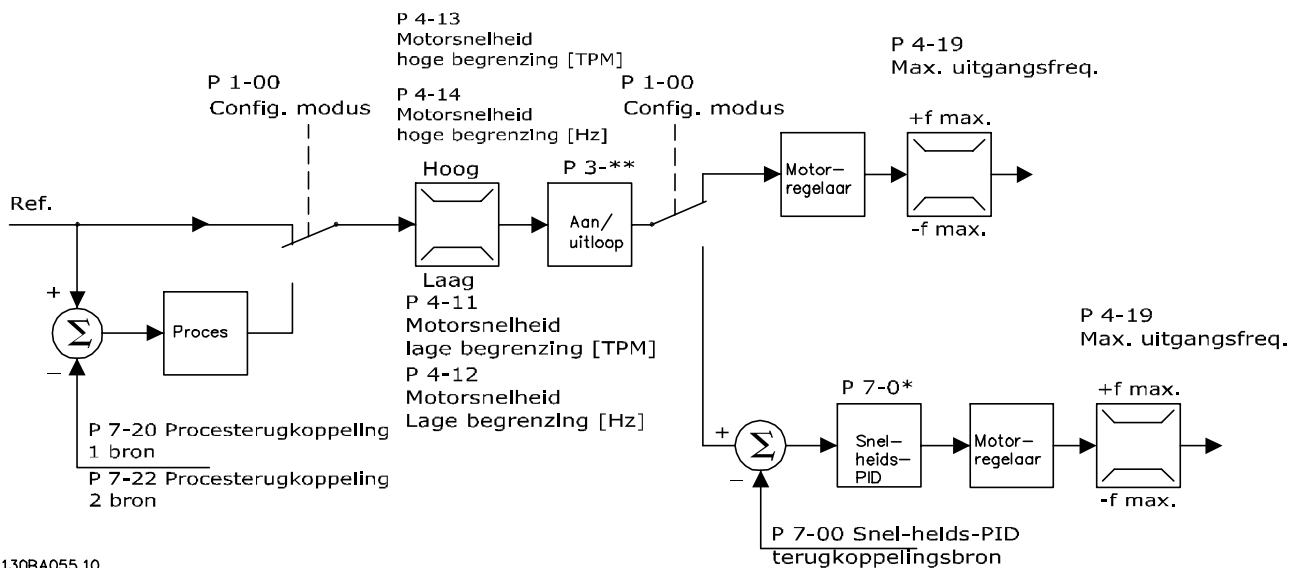 P 4-13
Motorsnelheid
hoge begrenzing [TPM]
P 4-14
Motorsnelheid
hoge begrenzing [Hz]
P 1-00
Config. modus
P 1-00
Config. modus
P 4-19
Max. uitgangsfreq.
+f max.
Motor-
regelaar
-f max.
Hoog
Laag
P 3-**
Aan/
uitloop
Ref.
+
Σ
−
Proces
P 4-11
Motorsnelheid
lage begrenzing [TPM]
P 4-12
Motorsnelheid
Lage begrenzing [Hz]
P 7-20 Procesterugkoppeling
1 bron
P 7-22 Procesterugkoppeling
2 bron
P 4-19
Max. uitgangsfreq.
+f max.
-f max.
P 7-0*
+
Σ
−
Snel-
heids-
PID
Motor-
regelaar
P 7-00 Snel-heids-PID
terugkoppelingsbron
130BA055.10